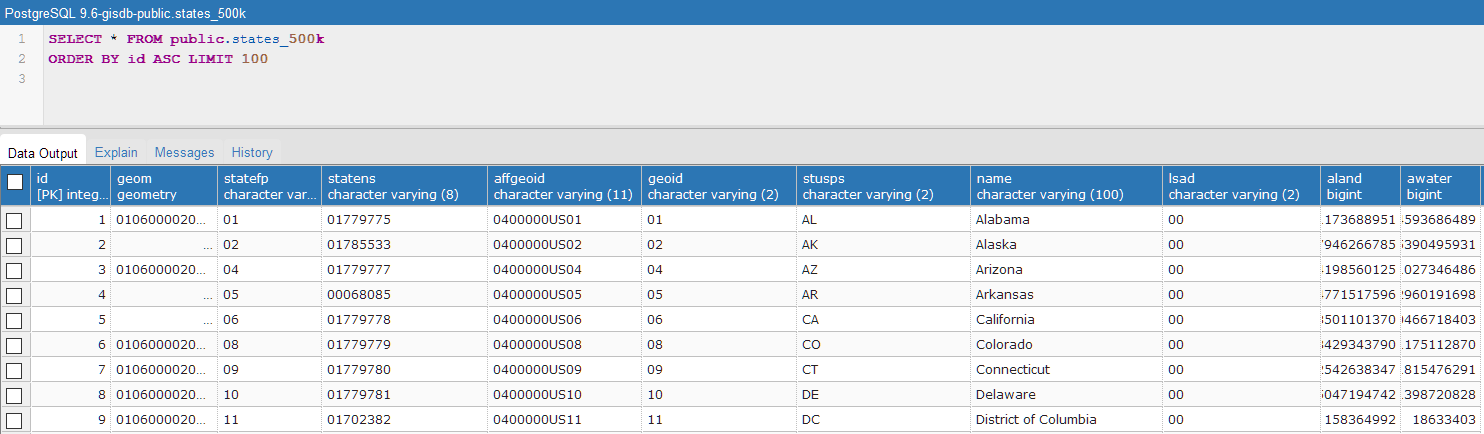 PostgreSQL 9.6-gisdb-public.states_500k
1 SELECT * FROM public.states_500k
2 ORDER BY id ASC LIMIT 100
3
Data Output Explain Messages History
id geom statefp statens affgeoid geoid stusps name lsad aland awater
[PK] integ... geometry character var... character varying (8) character varying (11) character varying (2) character varying (2) character varying (100) character varying (2) bigint bigint
1 0106000020... 01 01779775 0400000US01 01 AL Alabama 00 .173688951 593686489
2 ... 02 01785533 0400000US02 02 AK Alaska 00 7946266785 390495931
3 0106000020... 04 01779777 0400000US04 04 AZ Arizona 00 198560125 .027346486
4 ... 05 00068085 0400000US05 05 AR Arkansas 00 771517596 960191698
5 ... 06 01779778 0400000US06 06 CA California 00 501101370 466718403
6 0106000020... 08 01779779 0400000US08 08 CO Colorado 00 429343790 .175112870
7 0106000020... 09 01779780 0400000US09 09 CT Connecticut 00 2542638347 .815476291
8 0106000020... 10 01779781 0400000US10 10 DE Delaware 00 047194742 .398720828
9 0106000020... 11 01702382 0400000US11 11 DC District of Columbia 00 158364992 18633403